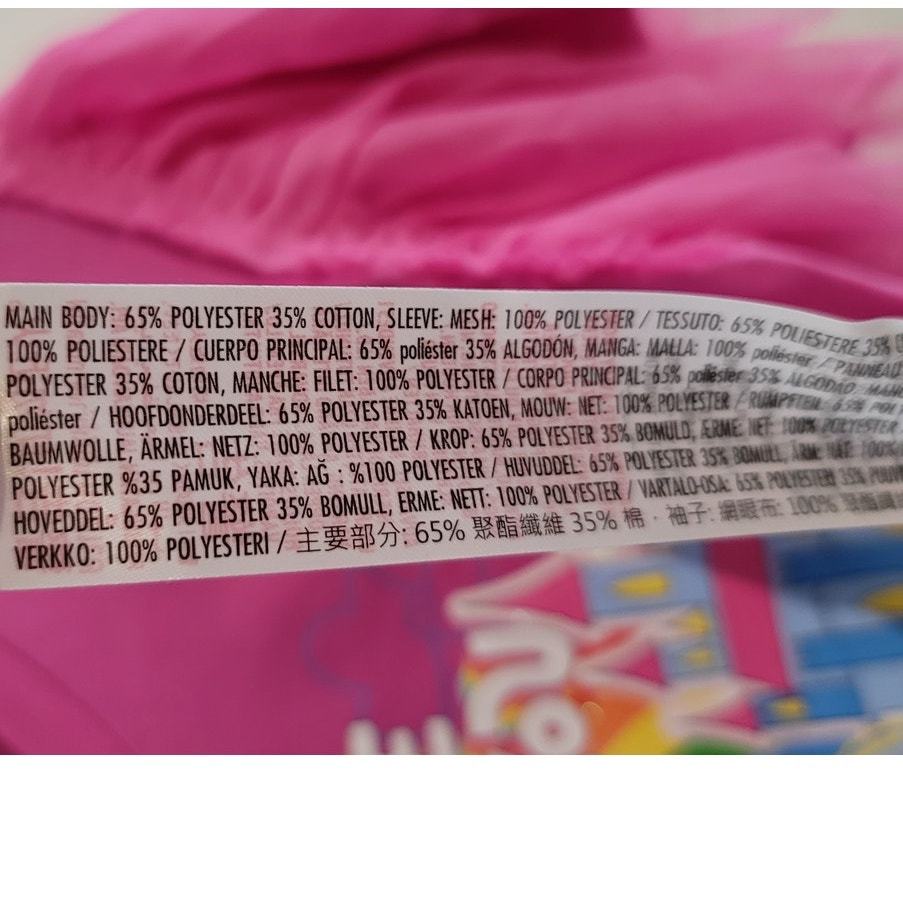 MAIN BODY: 65% POLYESTER 35% COTTON, SLEEVE: MESH: 100% POLYESTER / TESSUTO: 65% POLIESTERE 35%
100% POLIESTERE / CUERPO PRINCIPAL: 65% poliéster 35% ALGODÓN, MANGA: MALLA: 100% poliéster / PANNEAU
POLYESTER 35% COTON, MANCHE: FILET: 100% POLYESTER / CORPO PRINCIPAL: 65% poliéster 35% ALGODAO,
poliéster / HOOFDONDERDEEL: 65% POLYESTER 35% KATOEN, MOUW: NET: 100% POLYESTER / RUMPFTEIL: 65%
BAUMWOLLE, ÄRMEL: NETZ: 100% POLYESTER / KROP: 65% POLYESTER 35% BOMULD, ÆRME: NET: 100% POLYESTER
POLYESTER %35 PAMUK, YAKA: AĞ : %100 POLYESTER / HUVUDDEL: 65% POLYESTER 35% BOMULL, ÄRM: NÄT: 100%
HOVEDDEL: 65% POLYESTER 35% BOMULL, ERME: NETT: 100% POLYESTER / VARTALO-OSA: 65% POLYESTERI 35%
VERKKO: 100% POLYESTERI / 主要部分: 65% 聚酯纖維 35% 棉 · 袖子: 網眼布: 100%